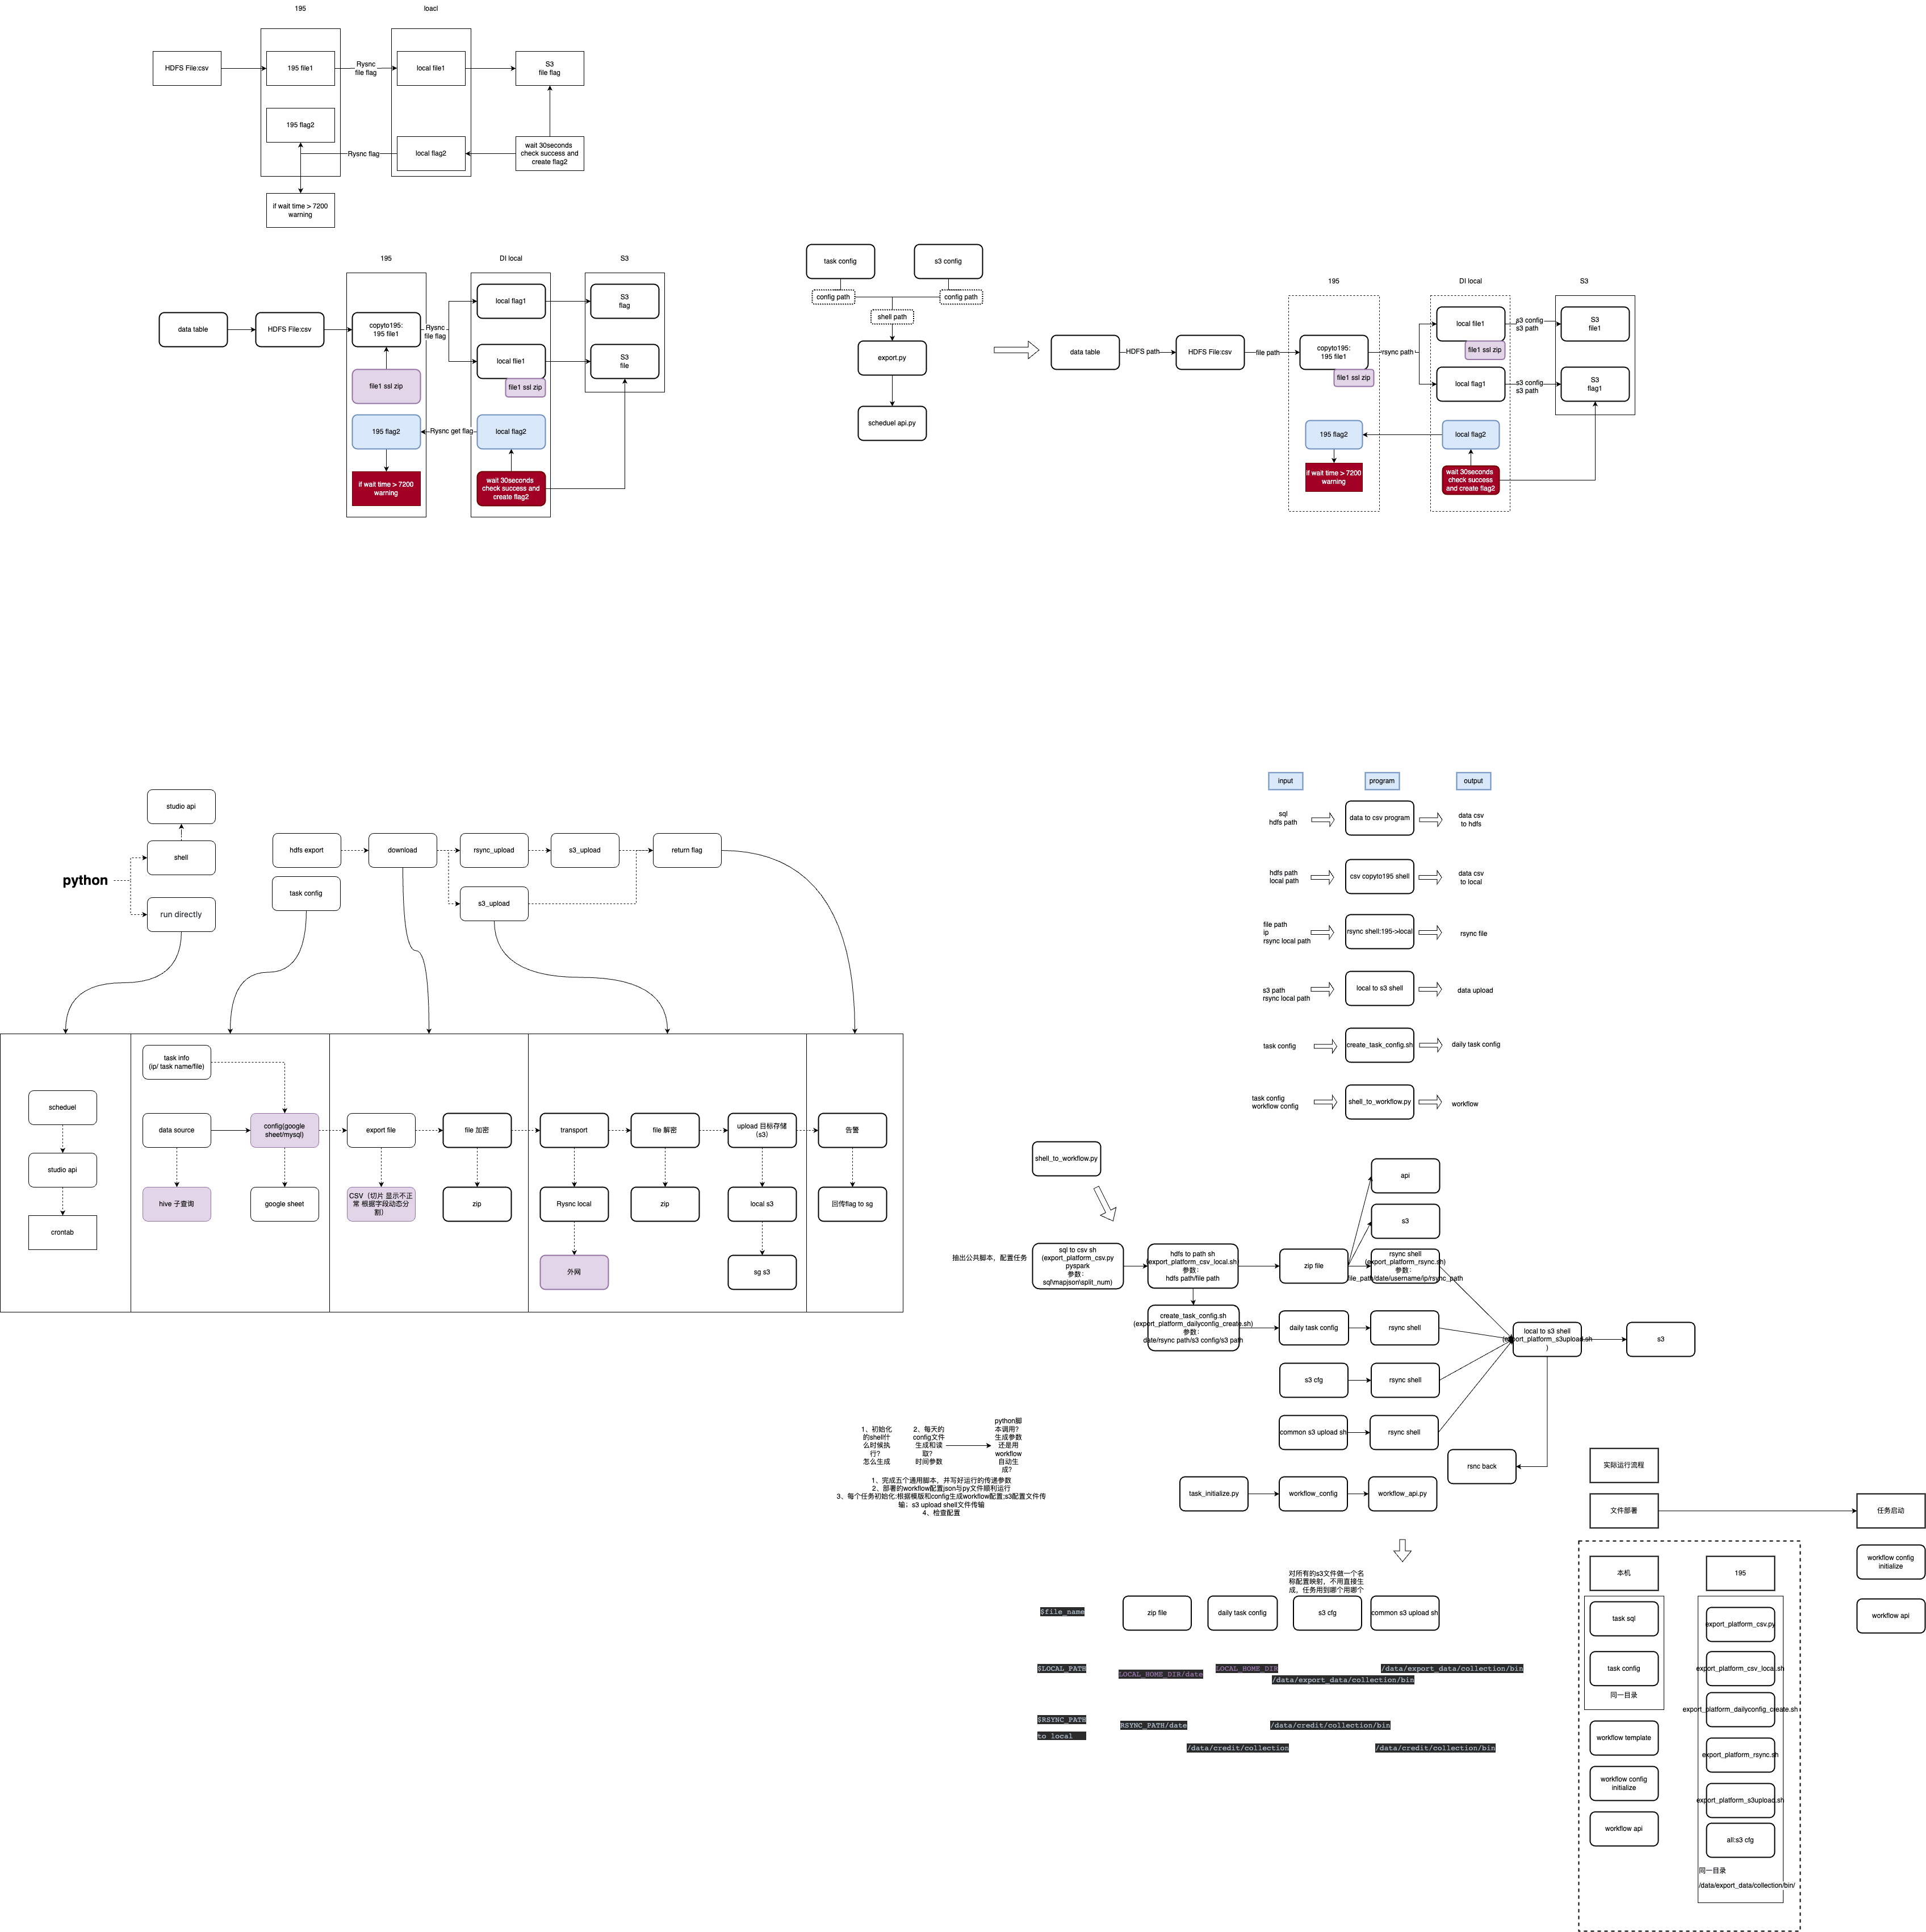 195
loacl
HDFS File:csv
195 file1
Rysnc
file flag
local file1
S3
file flag
195 flag2
Rysnc flag
local flag2
wait 30seconds
check success and
create flag2
if wait time > 7200
warning
195
DI local
S3
data table
HDFS File:csv
copyto195:
195 file1
Rysnc
file flag
local flag1
S3
flag
local flie1
S3
file
file1 ssl zip
file1 ssl zip
195 flag2
Rysnc get flag
local flag2
if wait time > 7200
warning
wait 30seconds
check success and
create flag2
task config
s3 config
config path
config path
shell path
export.py
scheduel api.py
195
DI local
S3
data table
HDFS path
HDFS File:csv
file path
copyto195:
195 file1
file1 ssl zip
rsync path
local file1
file1 ssl zip
s3 config
s3 path
S3
file1
local flag1
s3 config
s3 path
S3
flag1
195 flag2
local flag2
if wait time > 7200
warning
wait 30seconds
check success
and create flag2
studio api
shell
python
run directly
hdfs export
download
rsync_upload
s3_upload
return flag
task config
s3_upload
scheduel
studio api
crontab
task info
(ip/ task name/file)
data source
config(google
sheet/mysql)
hive 子查询
google sheet
export file
file 加密
CSV（切片 显示不正
常 根据字段动态分
割）
zip
transport
file 解密
upload 目标存储
（s3）
Rysnc local
zip
local s3
外网
sg s3
告警
回传flag to sg
input
program
output
sql
hdfs path
data to csv program
data csv
to hdfs
hdfs path
local path
csv copyto195 shell
data csv
to local
file path
ip
rsync local path
rsync shell:195->local
rsync file
s3 path
rsync local path
local to s3 shell
data upload
task config
create_task_config.sh
daily task config
task config
workflow config
shell_to_workflow.py
workflow
shell_to_workflow.py
抽出公共脚本，配置任务
sql to csv sh
(export_platform_csv.py
pyspark
参数：
sql\mapjson\split_num)
hdfs to path sh
(export_platform_csv_local.sh
参数：
hdfs path/file path
zip file
api
s3
rsync shell
(export_platform_rsync.sh)
参数：
file_path/date/username/ip/rsync_path
create_task_config.sh
(export_platform_dailyconfig_create.sh)
参数：
date/rsync path/s3 config/s3 path
daily task config
rsync shell
local to s3 shell
(export_platform_s3upload.sh
)
s3
s3 cfg
rsync shell
common s3 upload sh
rsync shell
rsnc back
1、初始化
的shell什
么时候执
行？
怎么生成
2、每天的
config文件
生成和读
取？
时间参数
python脚
本调用？
生成参数
还是用
workflow
自动生
成？
1、完成五个通用脚本，并写好运行的传递参数
2、部署的workflow配置json与py文件顺利运行
3、每个任务初始化:根据模版和config生成workflow配置;s3配置文件传
输；s3 upload shell文件传输
4、检查配置
task_initialize.py
workflow_config
workflow_api.py
对所有的s3文件做一个名
称配置映射，不用直接生
成，任务用到哪个用哪个
$file_name
zip file
daily task config
s3 cfg
common s3 upload sh
$LOCAL_PATH
LOCAL_HOME_DIR/date
LOCAL_HOME_DIR
/data/export_data/collection/bin
/data/export_data/collection/bin
$RSYNC_PATH
to local
RSYNC_PATH/date
/data/credit/collection
/data/credit/collection/bin
/data/credit/collection/bin
实际运行流程
文件部署
任务启动
本机
195
workflow config
initialize
workflow api
task sql
task config
同一目录
workflow template
workflow config
initialize
workflow api
export_platform_csv.py
export_platform_csv_local.sh
export_platform_dailyconfig_create.sh
export_platform_rsync.sh
export_platform_s3upload.sh
all:s3 cfg
同一目录
/data/export_data/collection/bin/